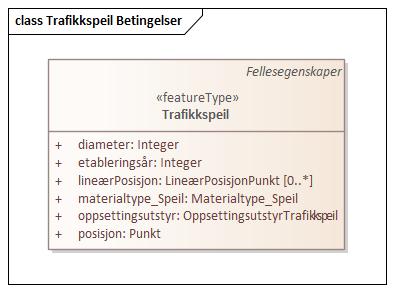 class Trafikkspeil Betingelser
Fellesegenskaper
«featureType»
Trafikkspeil
+ diameter: Integer
+ etableringsår: Integer
+ lineærPosisjon: LineærPosisjonPunkt [0..*]
+ materialtype_Speil: Materialtype_Speil
+ oppsettingsutstyr: OppsettingsutstyrTrafikkspeil
+ posisjon: Punkt